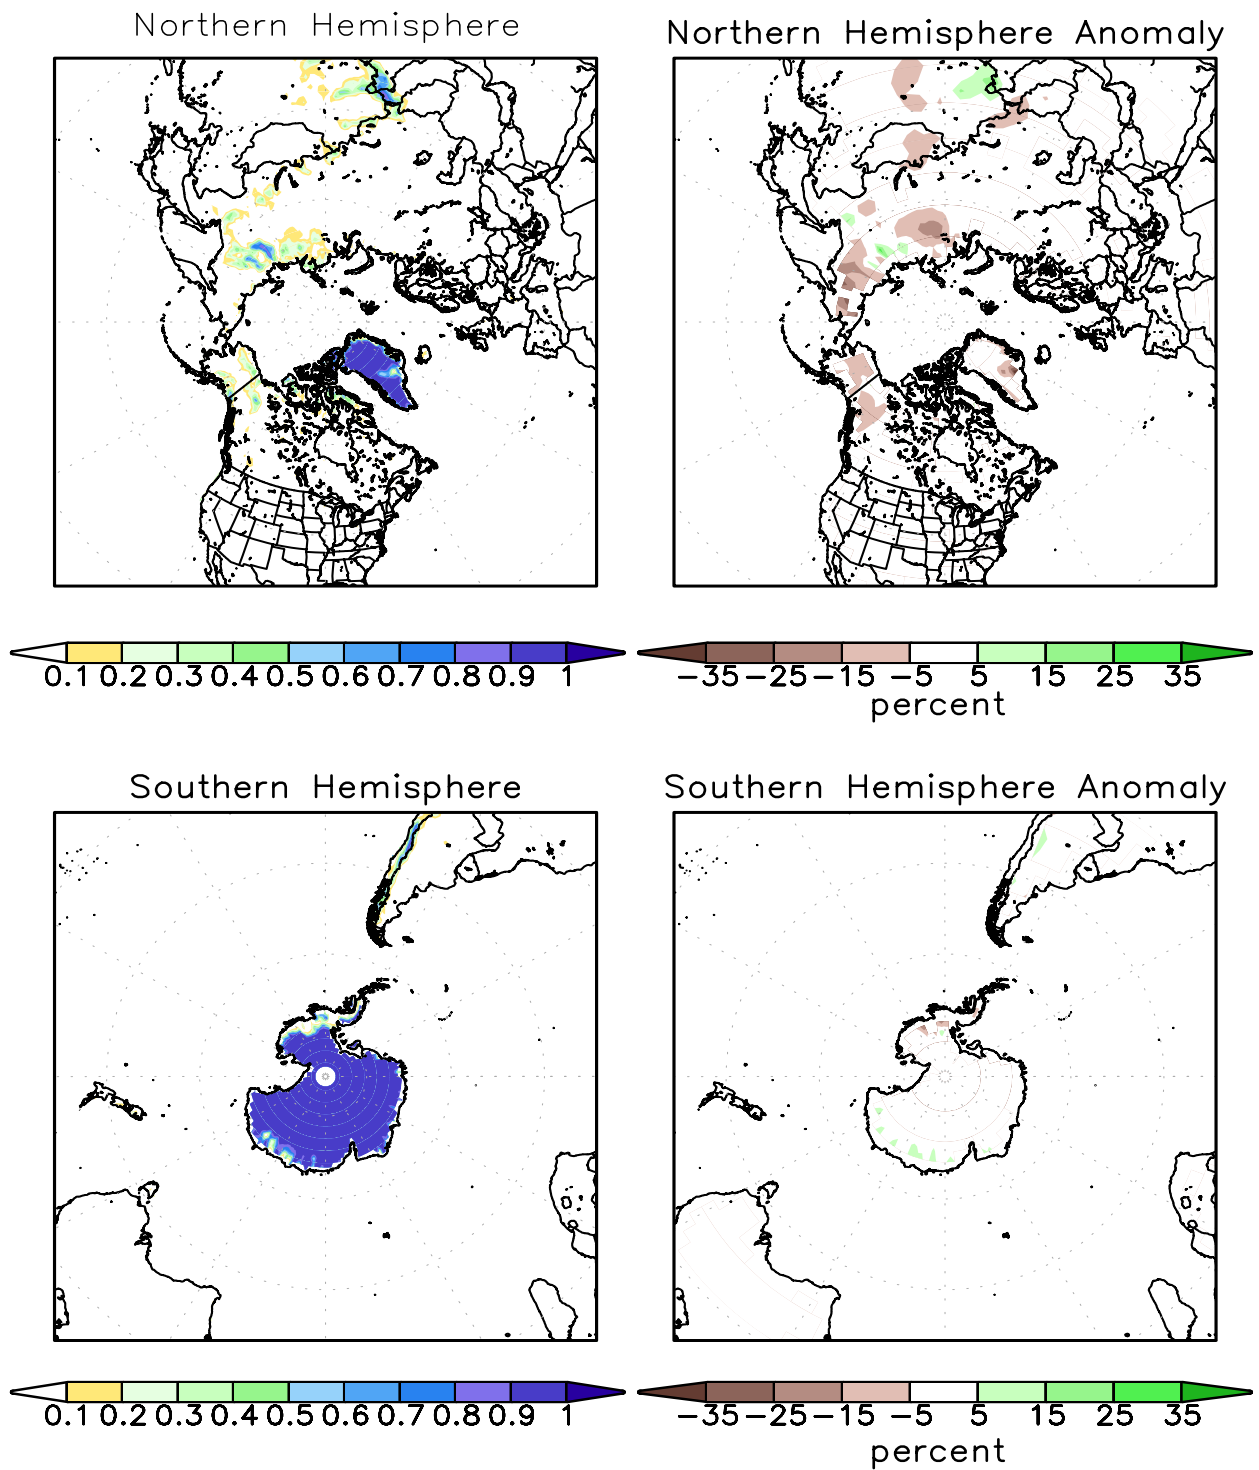 Northern Hemisphere
Northern Hemisphere Anomaly
0.1 0.2 0.3 0.4 0.5 0.6 0.7 0.8 0.9 1
-35 -25 -15 -5 5 15 25 35
percent
Southern Hemisphere
Southern Hemisphere Anomaly
0.1 0.2 0.3 0.4 0.5 0.6 0.7 0.8 0.9 1
-35 -25 -15 -5 5 15 25 35
percent